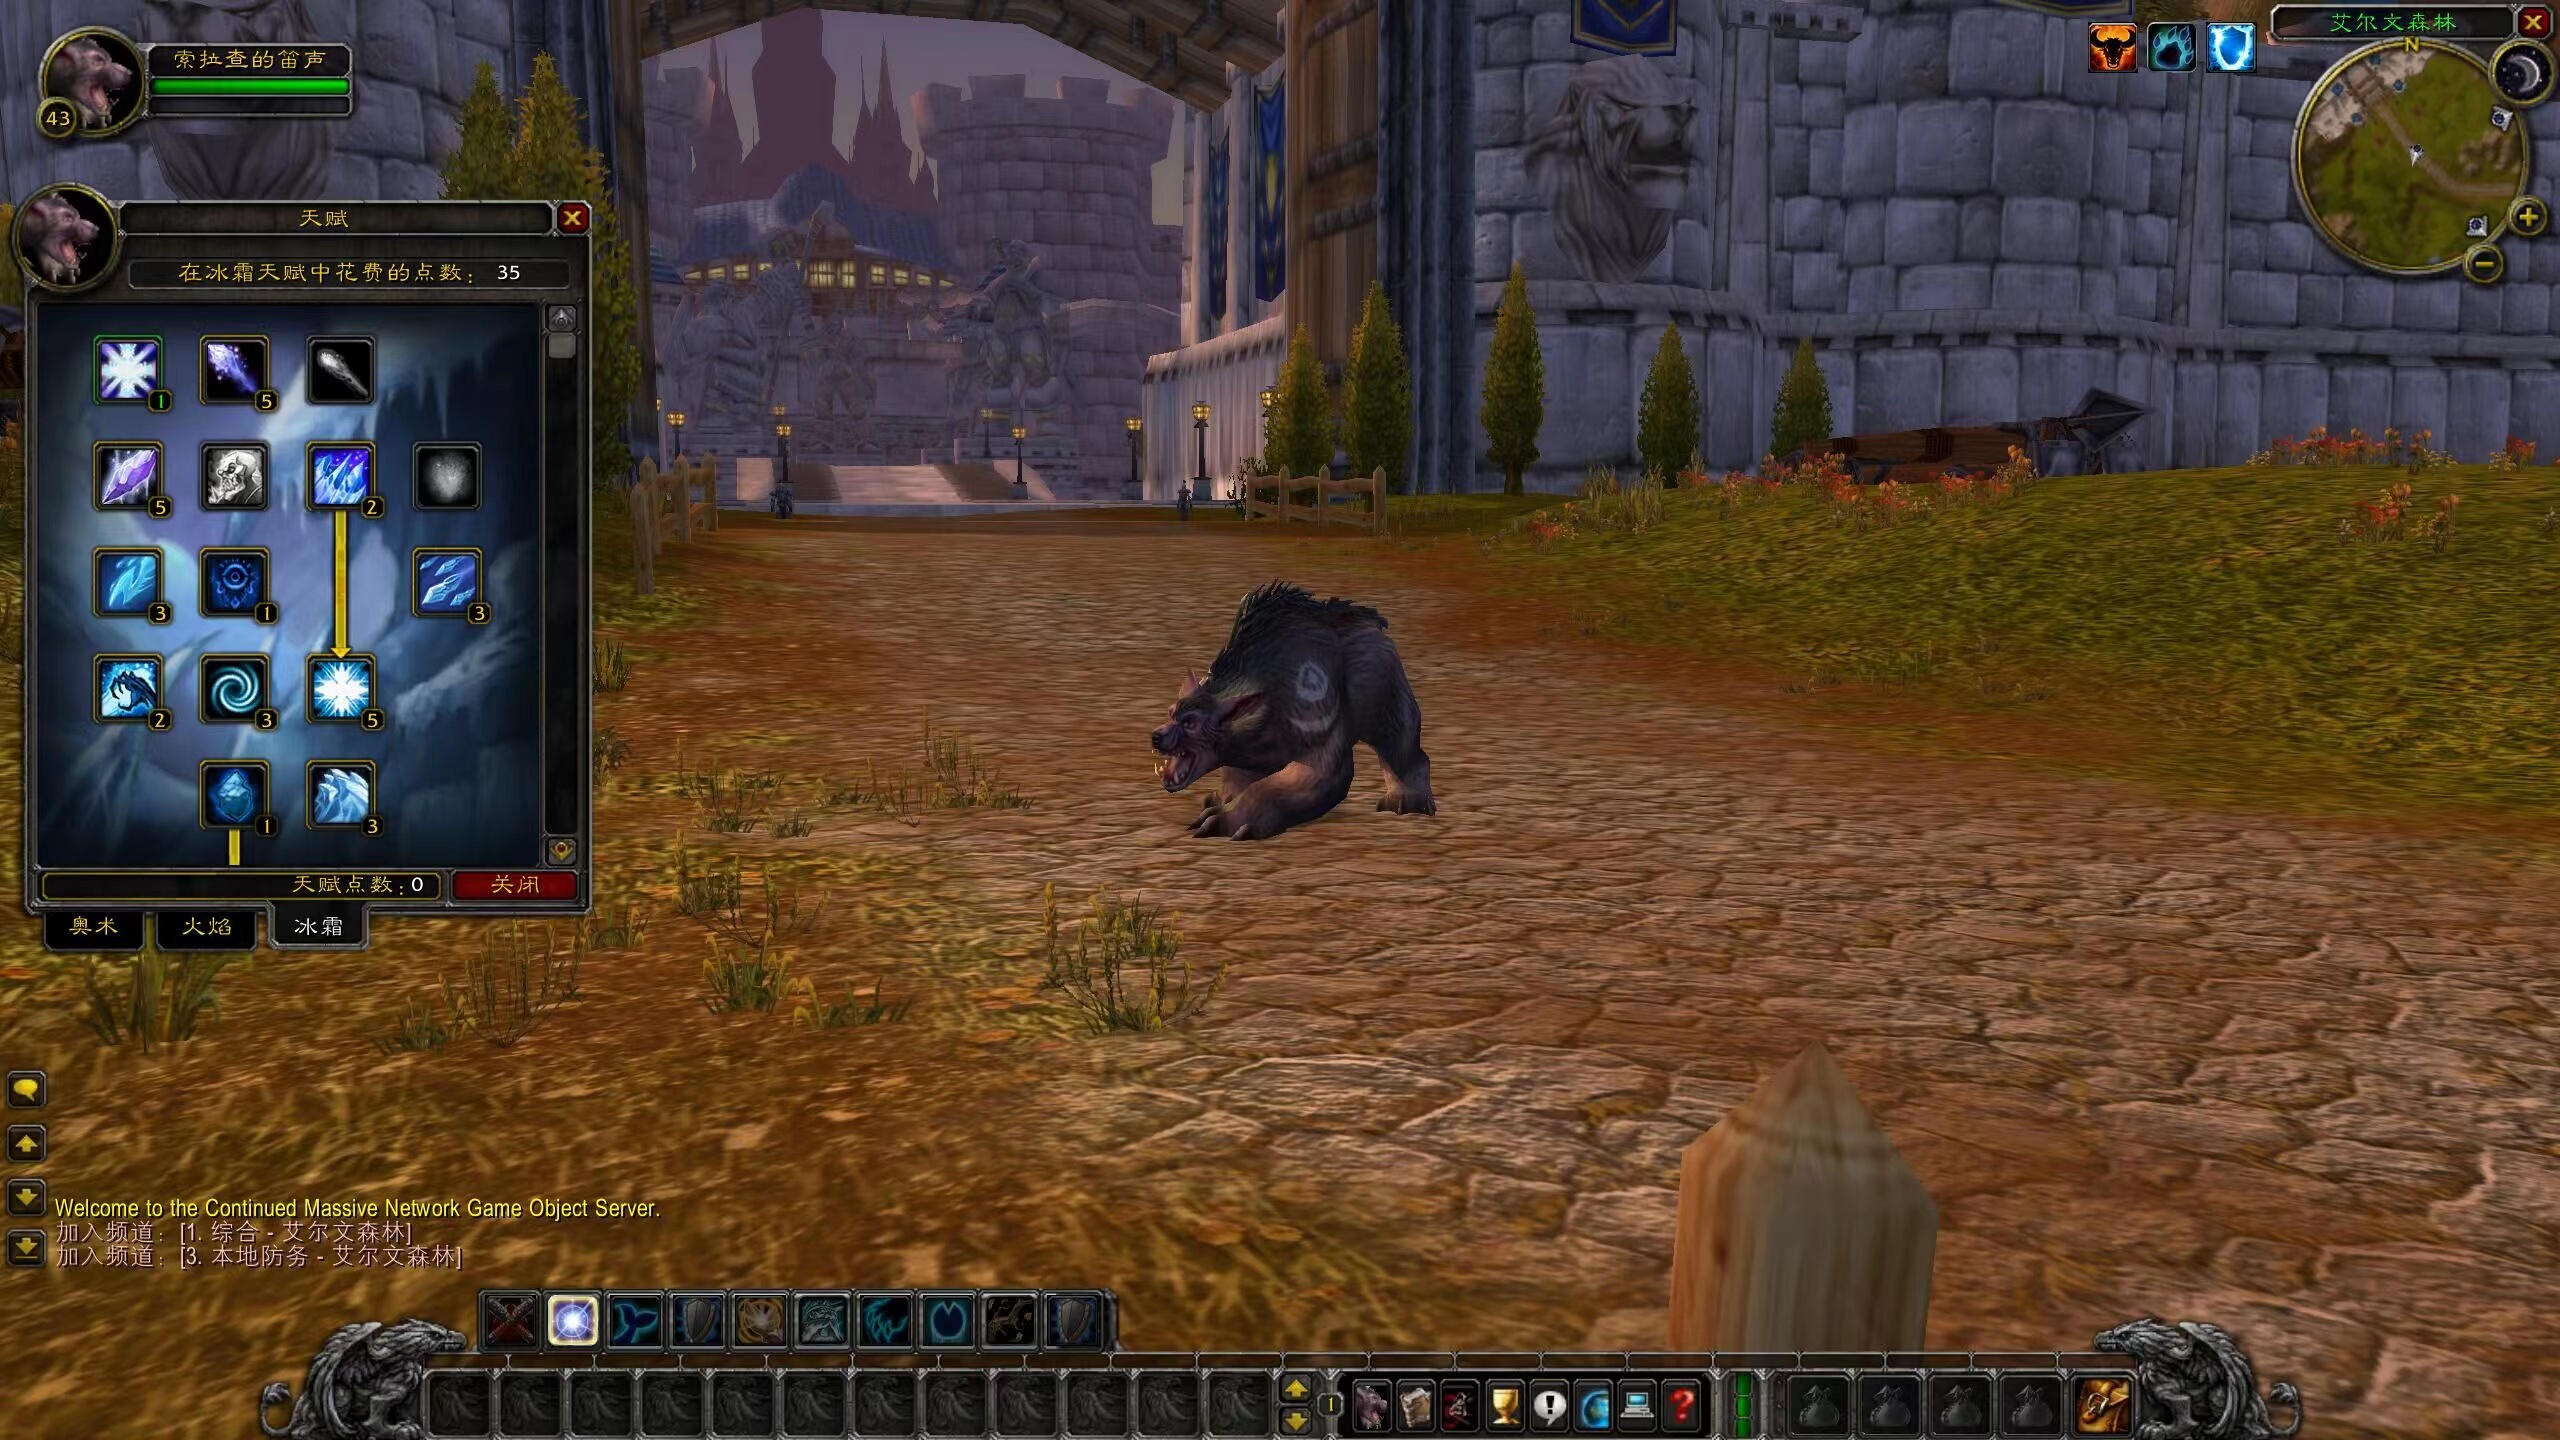 索拉查的笛声
43
艾尔文森林
N
天赋
在冰霜天赋中花费的点数： 35
1
5
5
2
3
1
3
2
3
5
1
3
天赋点数：0
关闭
奥术
火焰
冰霜
Welcome to the Continued Massive Network Game Object Server.
加入频道：[1. 综合 - 艾尔文森林]
加入频道：[3. 本地防务 - 艾尔文森林]
1